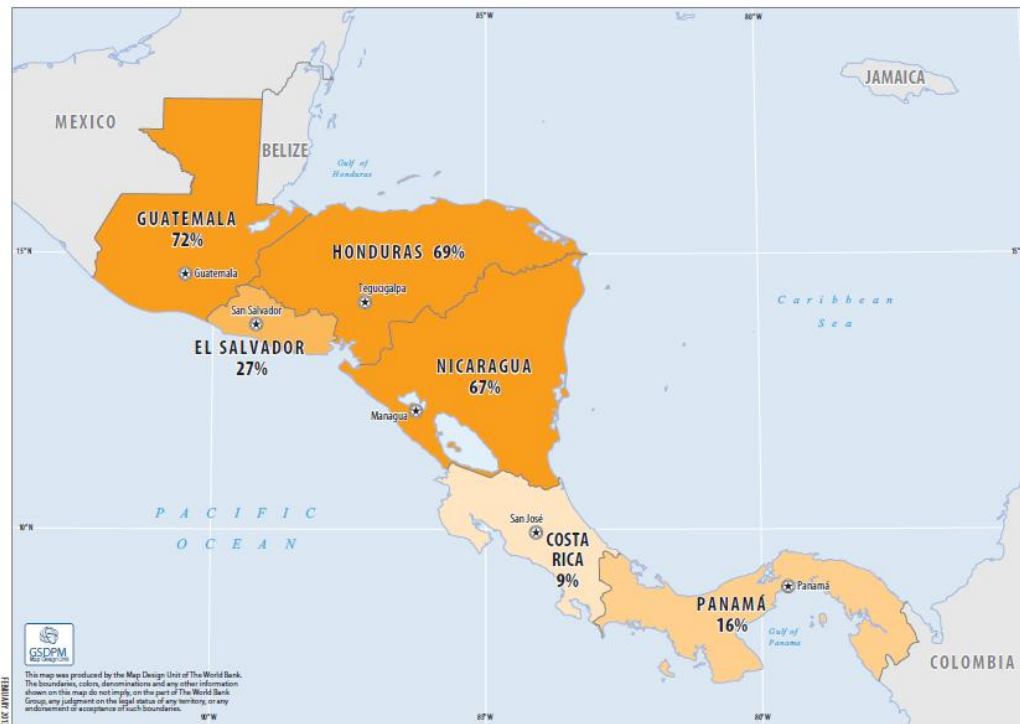 85°W
80°W
JAMAICA
MEXICO
BELIZE
Gulf of
Honduras
GUATEMALA
72%
HONDURAS 69%
15°N
15°
Guatemala
Tegucigalpa
Caribbean
Sea
San Salvador
EL SALVADOR
27%
NICARAGUA
67%
Managua
PACIFIC
OCEAN
10°N
San José
COSTA
RICA
9%
PANAMÁ
16%
Panamá
Gulf of
Panama
COLOMBIA
GSDPM
Map Design Unit
This map was produced by the Map Design Unit of The World Bank.
The boundaries, colors, denominations and any other information
shown on this map do not imply, on the part of The World Bank
Group, any judgment on the legal status of any territory, or any
endorsement or acceptance of such boundaries.
90°W
85°W
80°W